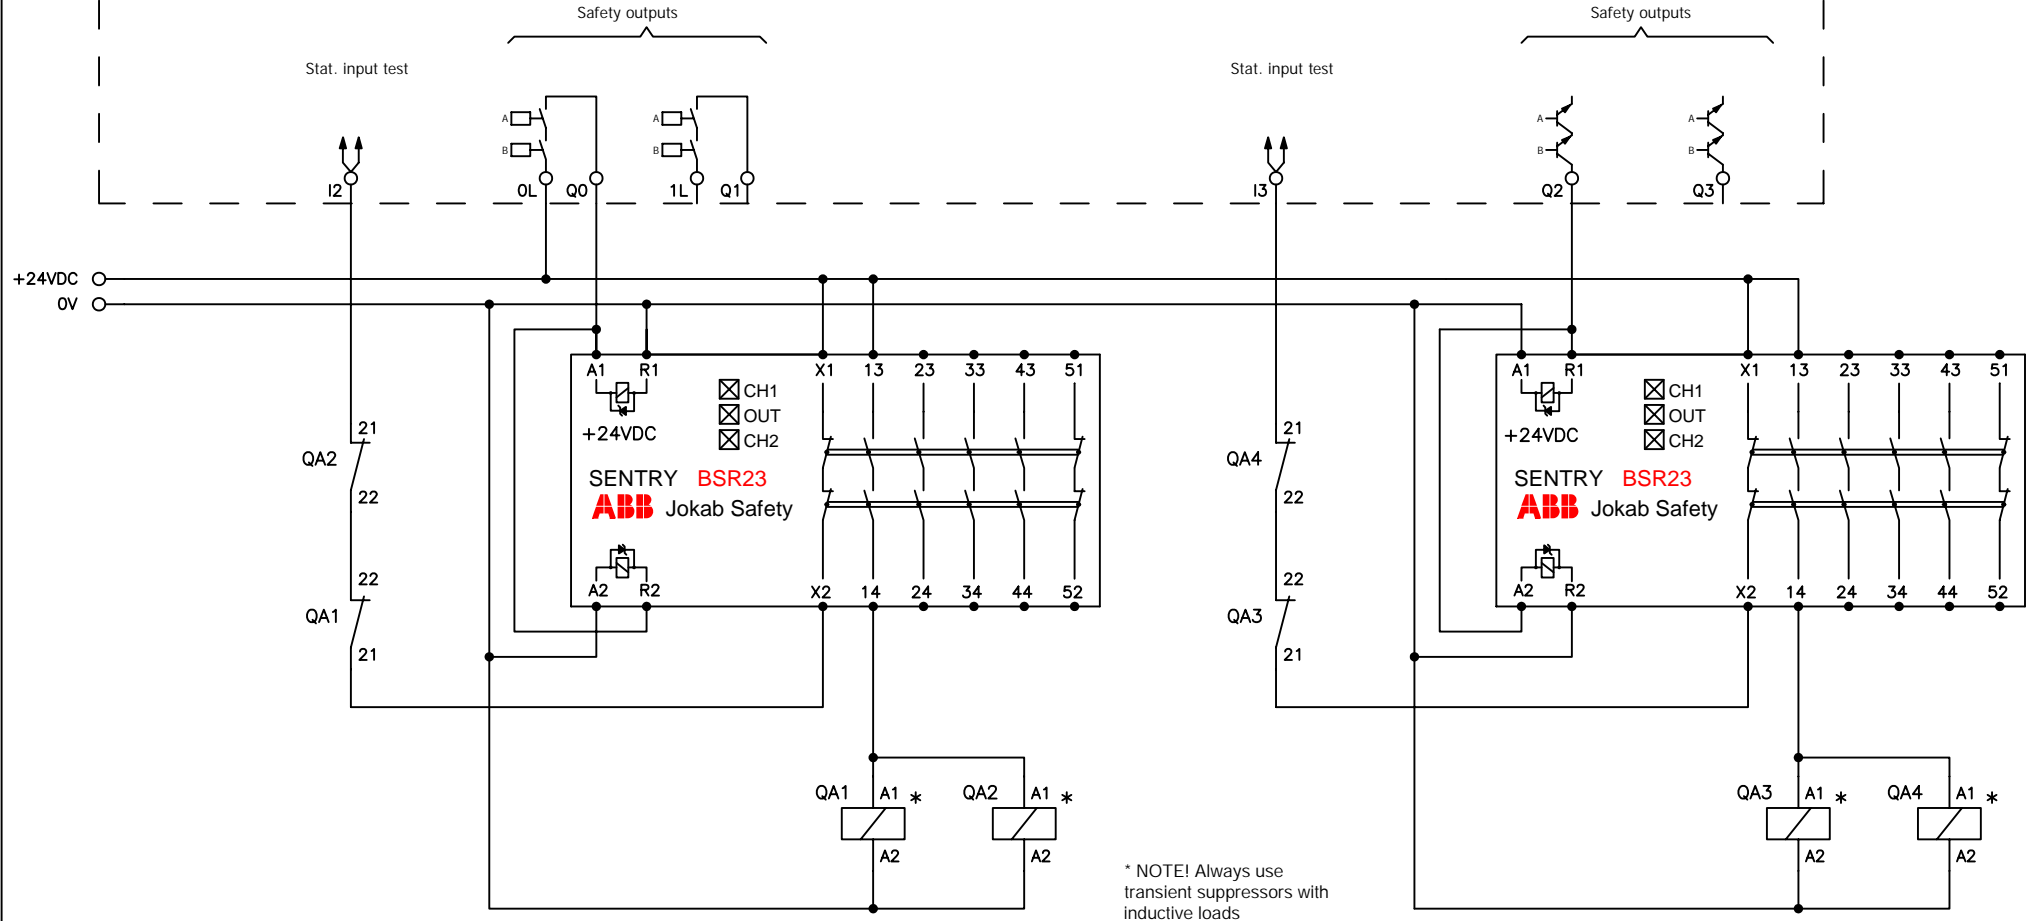 Safety outputs Safety outputs
Stat. input test Stat. input test
A A A A
B B B B
I2 0L Q0 1L Q1 I3 Q2 Q3
+24VDC
0V
A1 R1 X1 13 23 33 43 51 A1 R1 X1 13 23 33 43 51
CH1 CH1
OUT OUT
CH2 CH2
+24VDC +24VDC
21 21
QA2 QA4
22 22
SENTRY BSR23 SENTRY BSR23
ABB Jokab Safety ABB Jokab Safety
22 22
QA1 QA3
21 21
A2 R2 X2 14 24 34 44 52 A2 R2 X2 14 24 34 44 52
QA1 A1 * QA2 A1 * QA3 A1 * QA4 A1 *
A2 A2 A2 A2
* NOTE! Always use
transient suppressors with
inductive loads